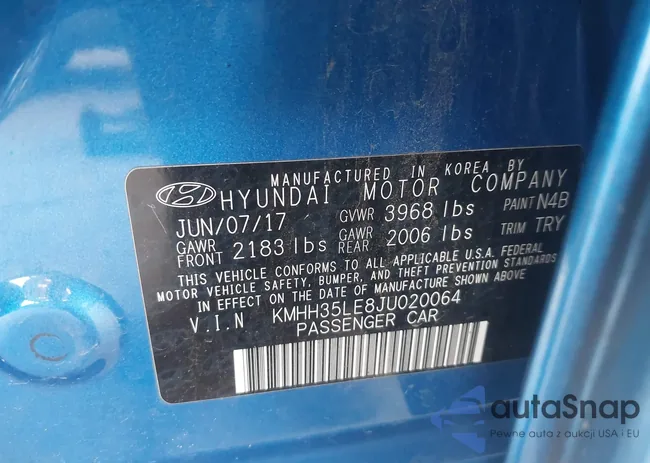 MANUFACTURED IN KOREA BY
HYUNDAI MOTOR COMPANY
JUN/07/17 GVWR 3968 lbs PAINT N4B
GAWR FRONT 2183 lbs GAWR REAR 2006 lbs TRIM TRY
THIS VEHICLE CONFORMS TO ALL APPLICABLE U.S.A. FEDERAL
MOTOR VEHICLE SAFETY, BUMPER, AND THEFT PREVENTION STANDARDS
IN EFFECT ON THE DATE OF MANUFACTURE SHOWN ABOVE
V.I.N KMHH35LE8JU020064
PASSENGER CAR
autaSnap
Pewne auta z aukcji USA i EU